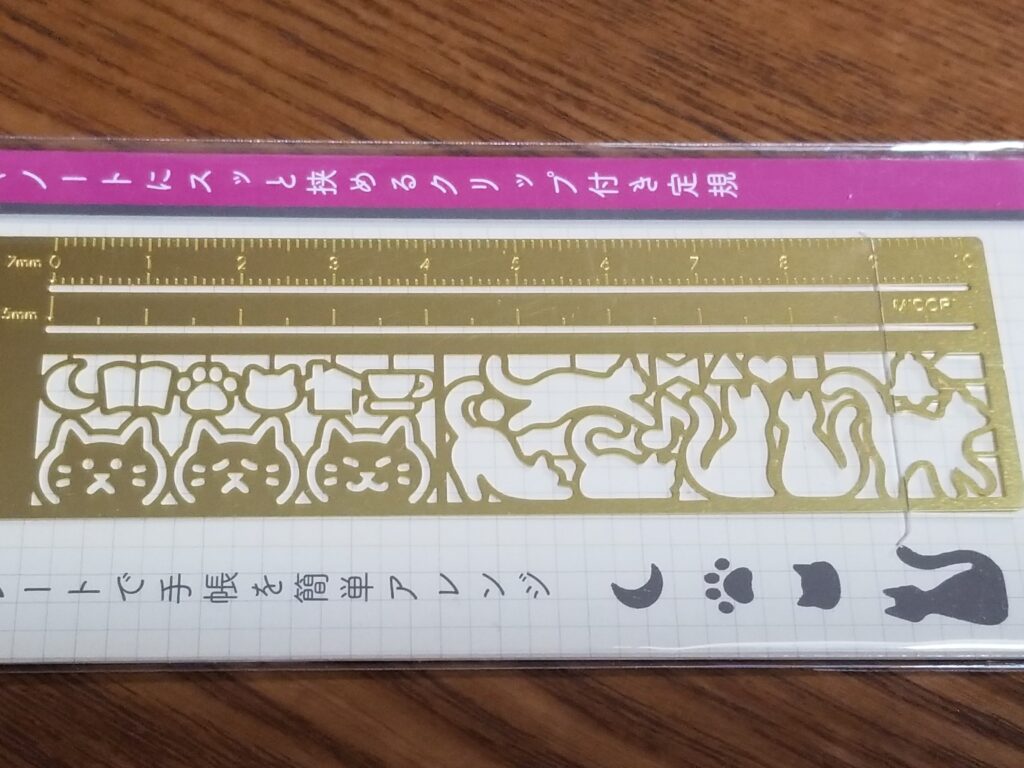 ノートにスッと挟めるクリップ付き定規
7mm 0 1 2 3 4 5 6 7 8 9 10
5mm
MIDORI
ートで手帳を簡単アレンジ